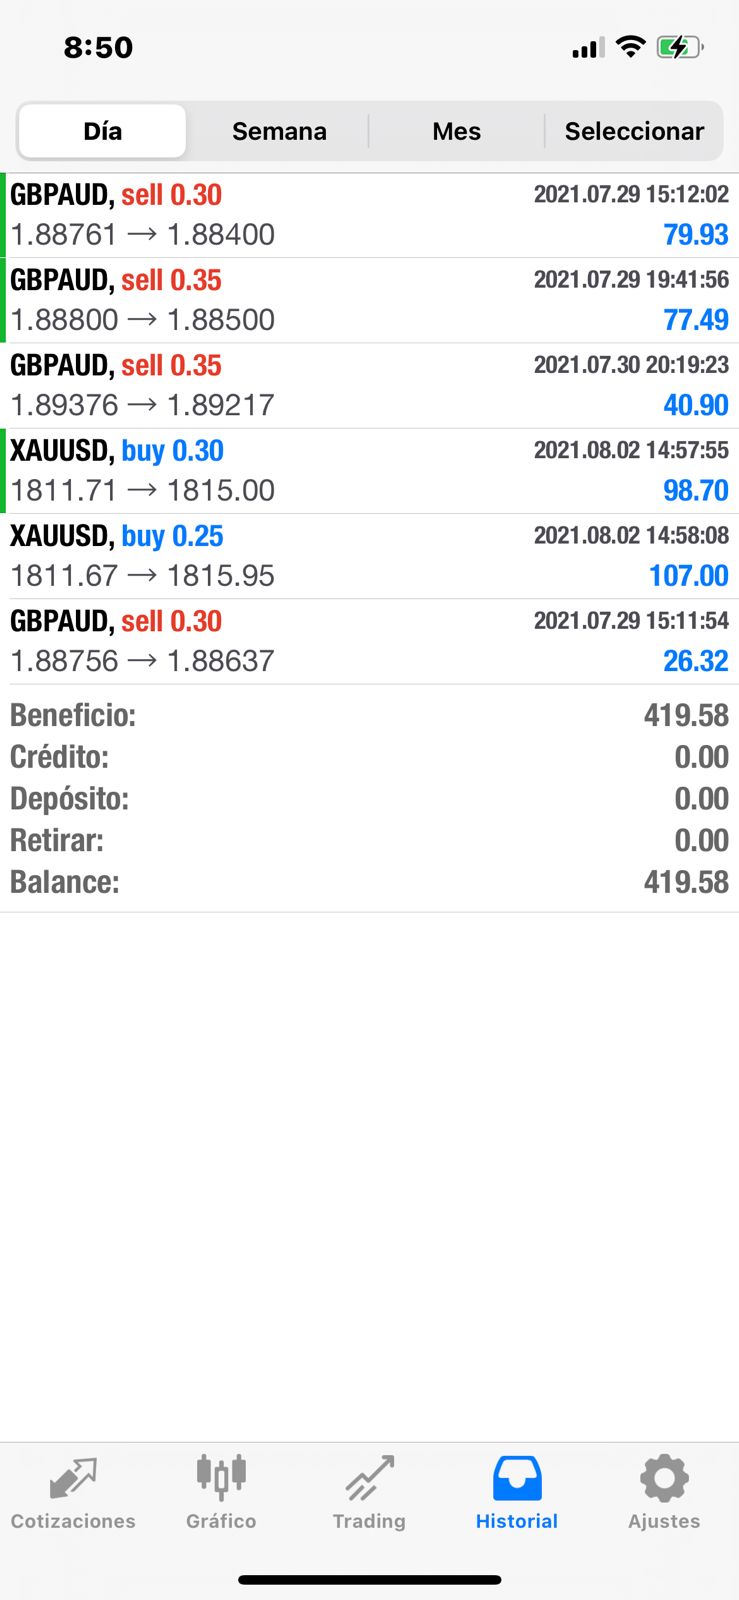 8:50
Día Semana Mes Seleccionar
GBPAUD, sell 0.30 2021.07.29 15:12:02
1.88761 → 1.88400 79.93
GBPAUD, sell 0.35 2021.07.29 19:41:56
1.88800 → 1.88500 77.49
GBPAUD, sell 0.35 2021.07.30 20:19:23
1.89376 → 1.89217 40.90
XAUUSD, buy 0.30 2021.08.02 14:57:55
1811.71 → 1815.00 98.70
XAUUSD, buy 0.25 2021.08.02 14:58:08
1811.67 → 1815.95 107.00
GBPAUD, sell 0.30 2021.07.29 15:11:54
1.88756 → 1.88637 26.32
Beneficio: 419.58
Crédito: 0.00
Depósito: 0.00
Retirar: 0.00
Balance: 419.58
Cotizaciones Gráfico Trading Historial Ajustes